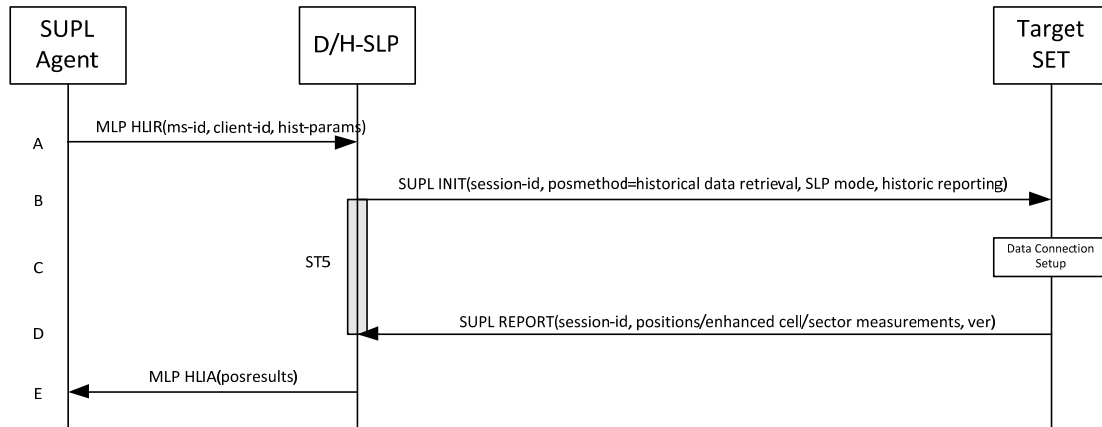 SUPL
Agent
D/H-SLP
Target
SET
A
MLP HLIR(ms-id, client-id, hist-params)
B
SUPL INIT(session-id, posmethod=historical data retrieval, SLP mode, historic reporting)
C
ST5
Data Connection
Setup
D
SUPL REPORT(session-id, positions/enhanced cell/sector measurements, ver)
E
MLP HLIA(posresults)